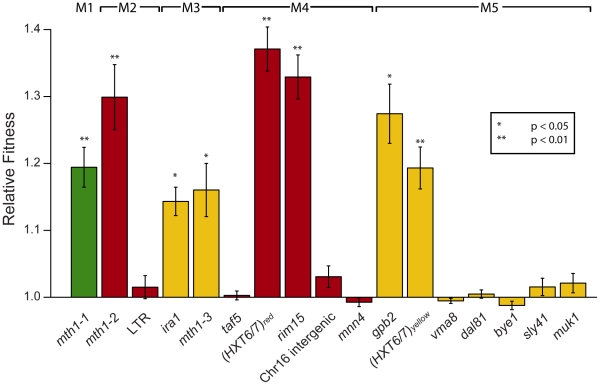 M1 M2 M3 M4 M5
1.4
1.3
1.2
1.1
1.0
Relative Fitness
** ** * * ** ** * **
* p < 0.05
** p < 0.01
mth1-1
mth1-2
LTR
ira1
mth1-3
taf5
(HXT6/7)red
rim15
Chr16 intergenic
mnn4
gpb2
(HXT6/7)yellow
vma8
dal81
bye1
sly41
muk1